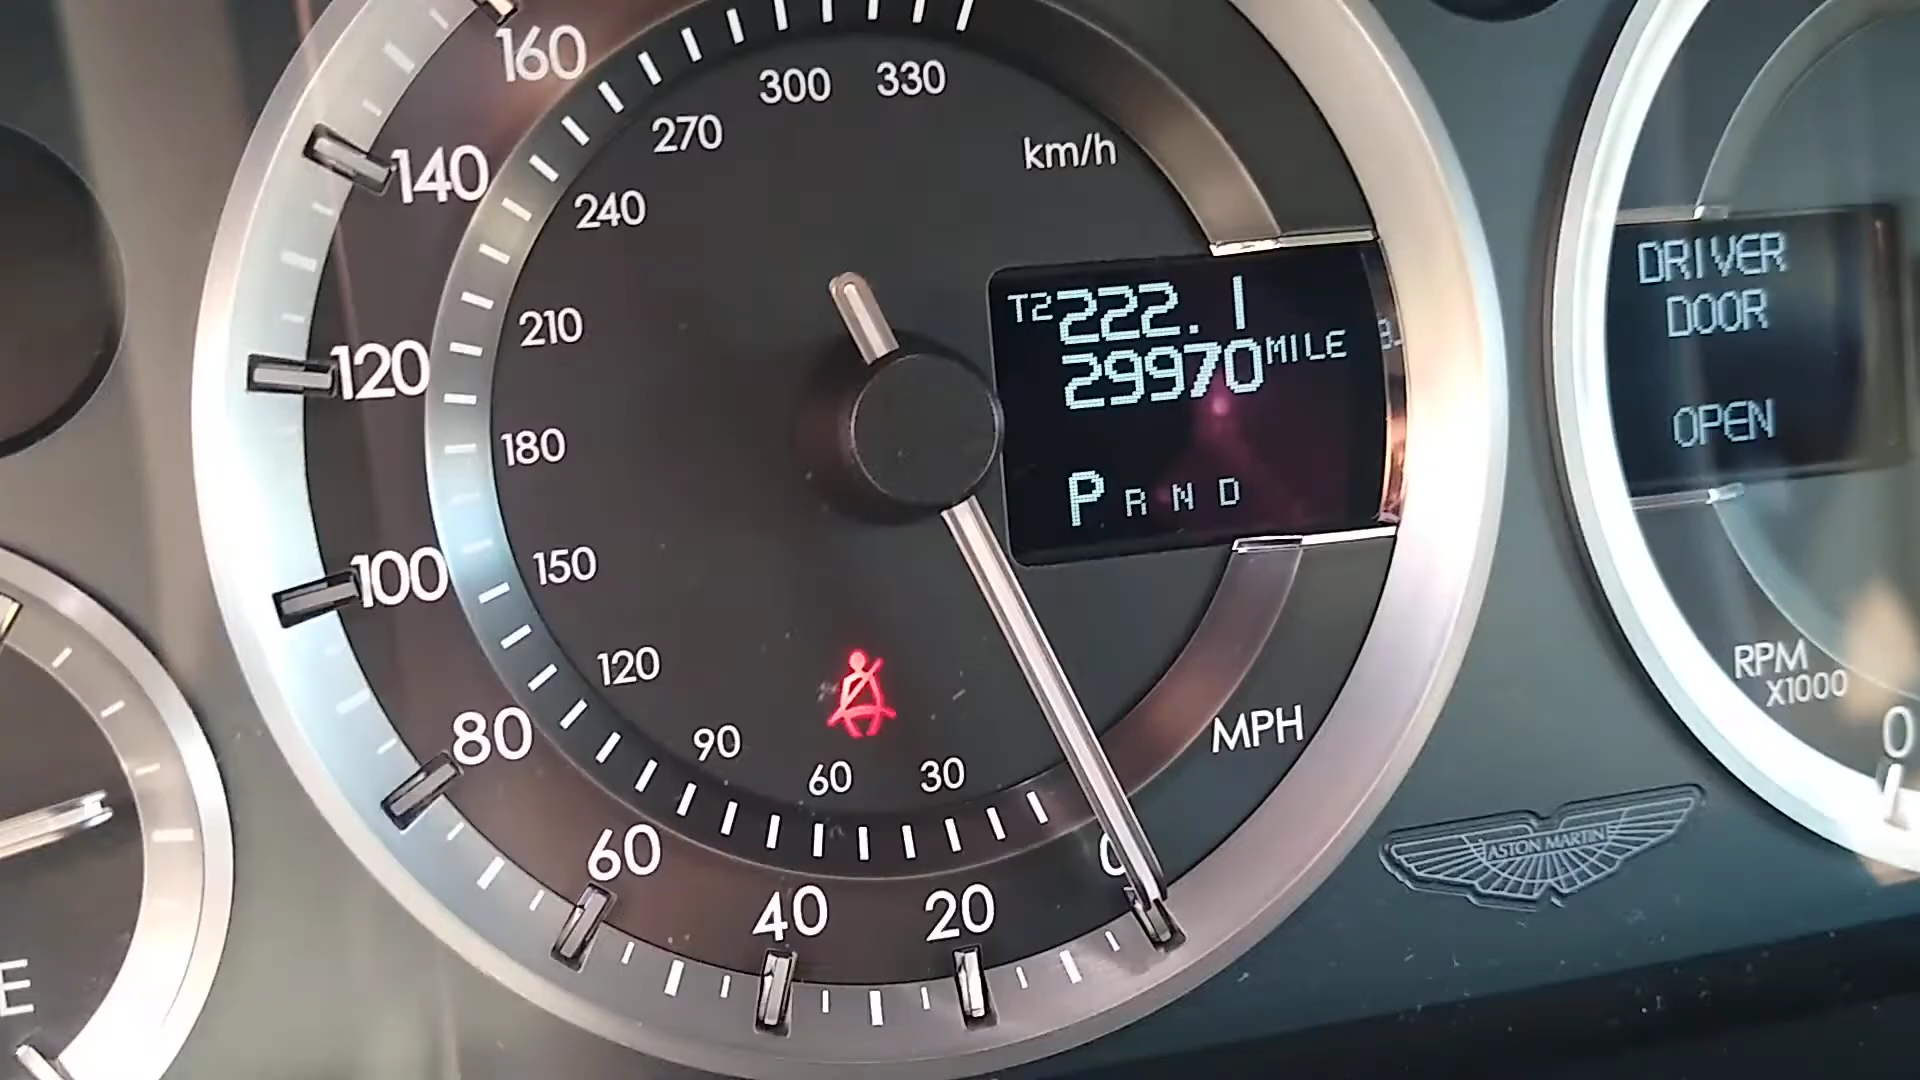 160
140
120
100
80
60
40
20
0
MPH
330
300
270
240
210
180
150
120
90
60
30
km/h
T2 222.1
29970 MILE
P R N D
DRIVER
DOOR
OPEN
RPM
X1000
0
ASTON MARTIN
E